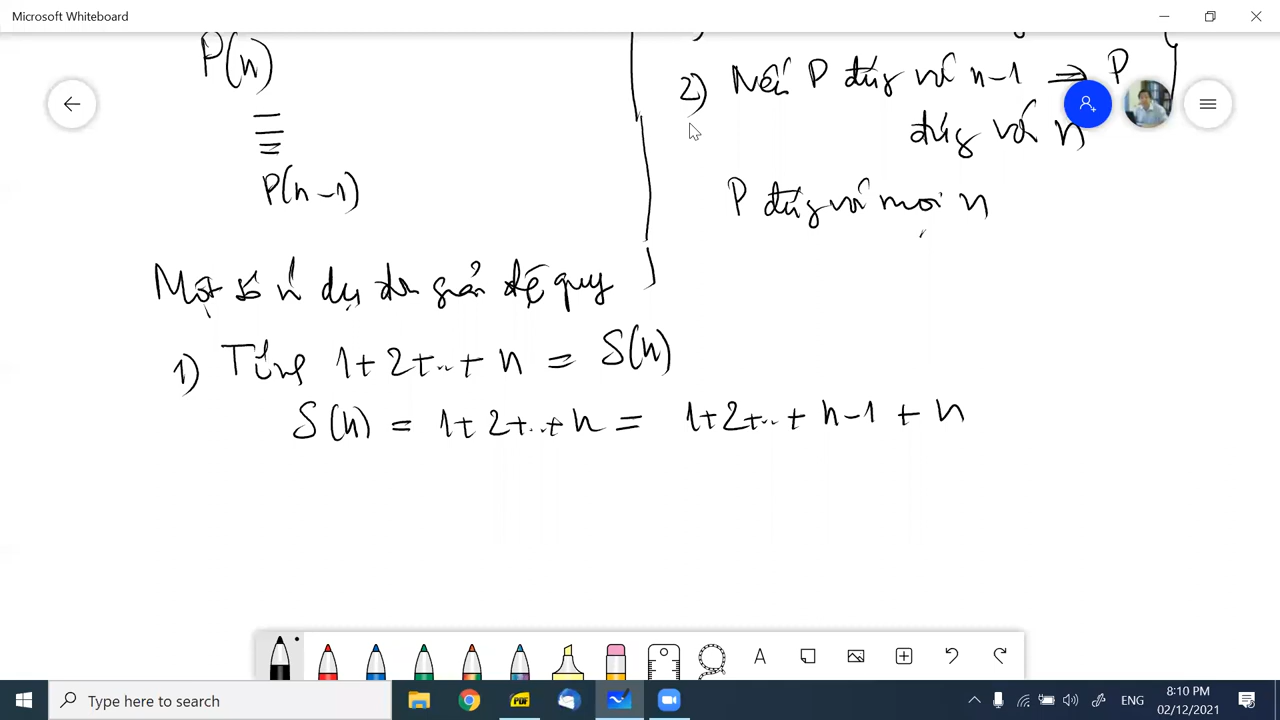 Microsoft Whiteboard
P(n)
P(n-1)
2) Nếu P đúng với n-1 ⇒ P
đúng với n
P đúng với mọi n
Một số ví dụ đơn giản đệ quy
1) Tính 1+2+...+n = S(n)
S(n) = 1+2+...+n = 1+2+...+n-1+n
A
Type here to search
PDF
ENG
8:10 PM
02/12/2021